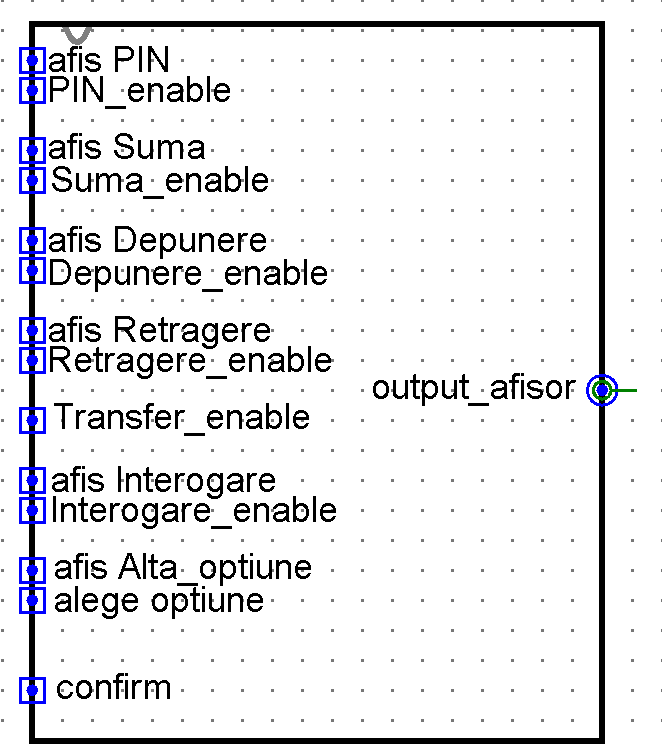 afis PIN
PIN_enable
afis Suma
Suma_enable
afis Depunere
Depunere_enable
afis Retragere
Retragere_enable
output_afisor
Transfer_enable
afis Interogare
Interogare_enable
afis Alta_optiune
alege optiune
confirm